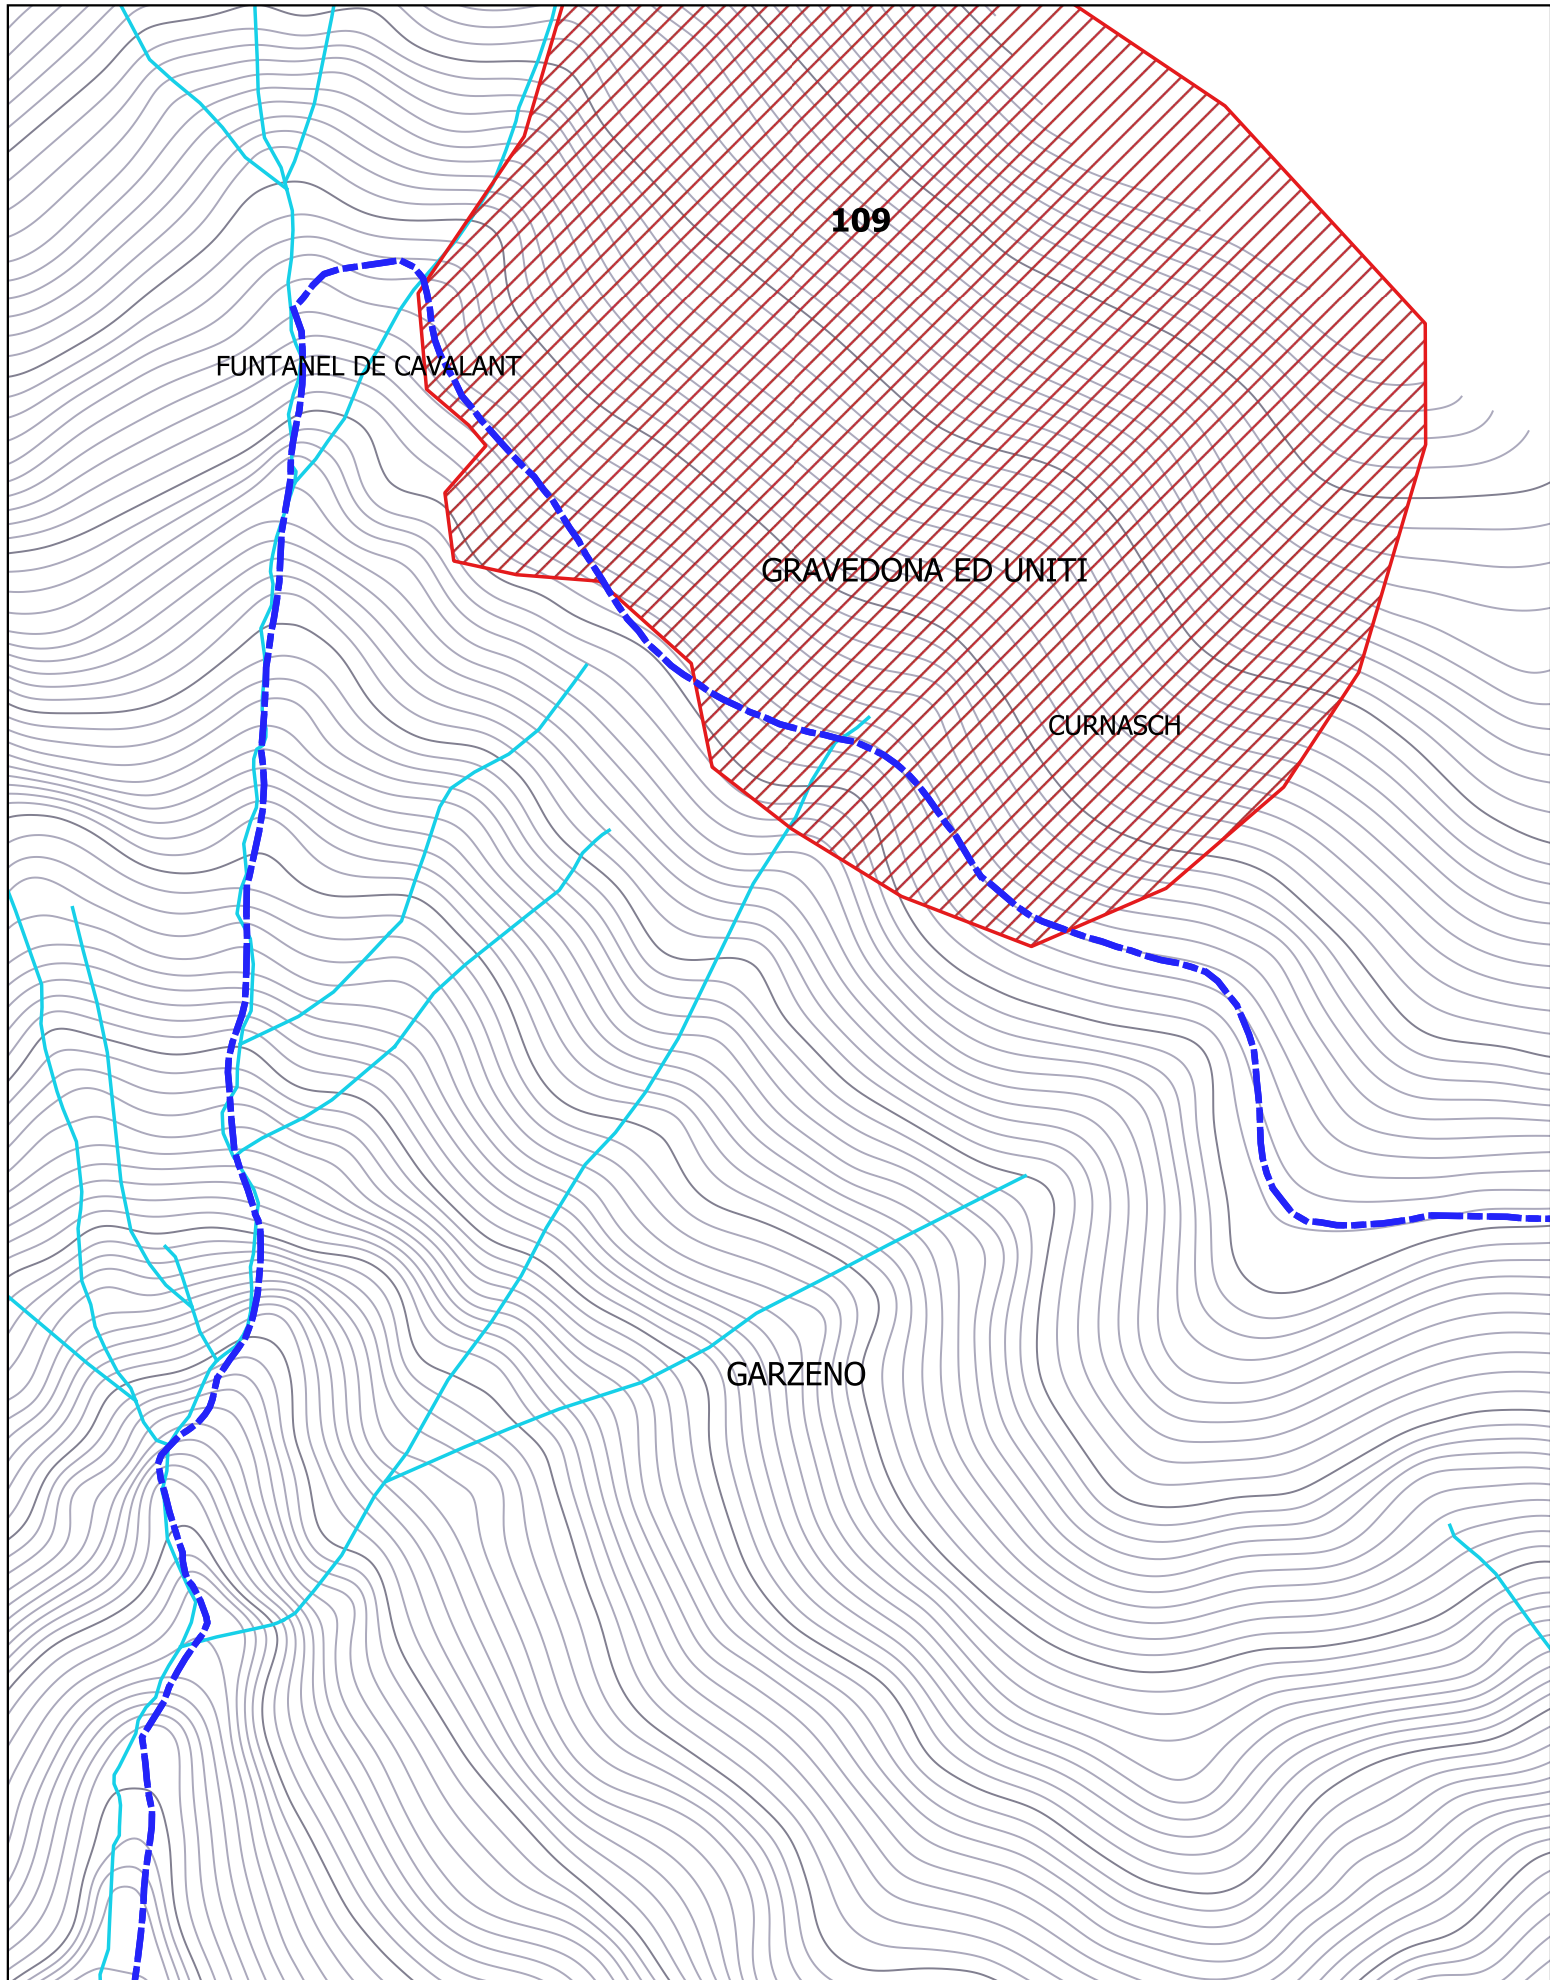 109
FUNTANEL DE CAVALANT
GRAVEDONA ED UNITI
CURNASCH
GARZENO